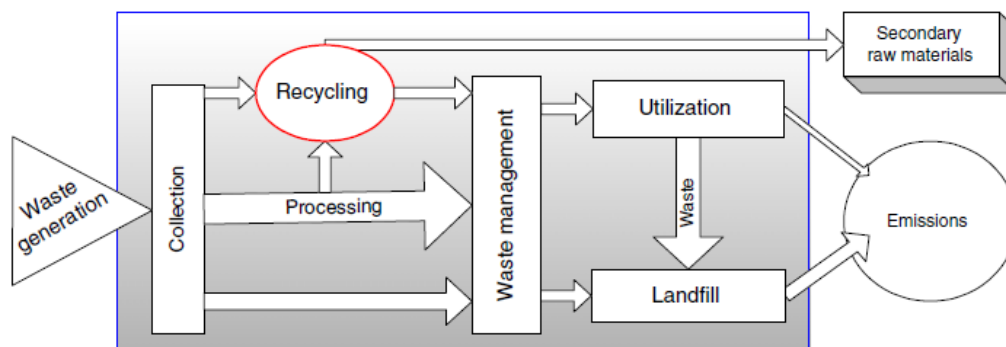 Secondary
raw materials
Recycling
Utilization
Waste
generation
Collection
Processing
Waste management
Waste
Emissions
Landfill